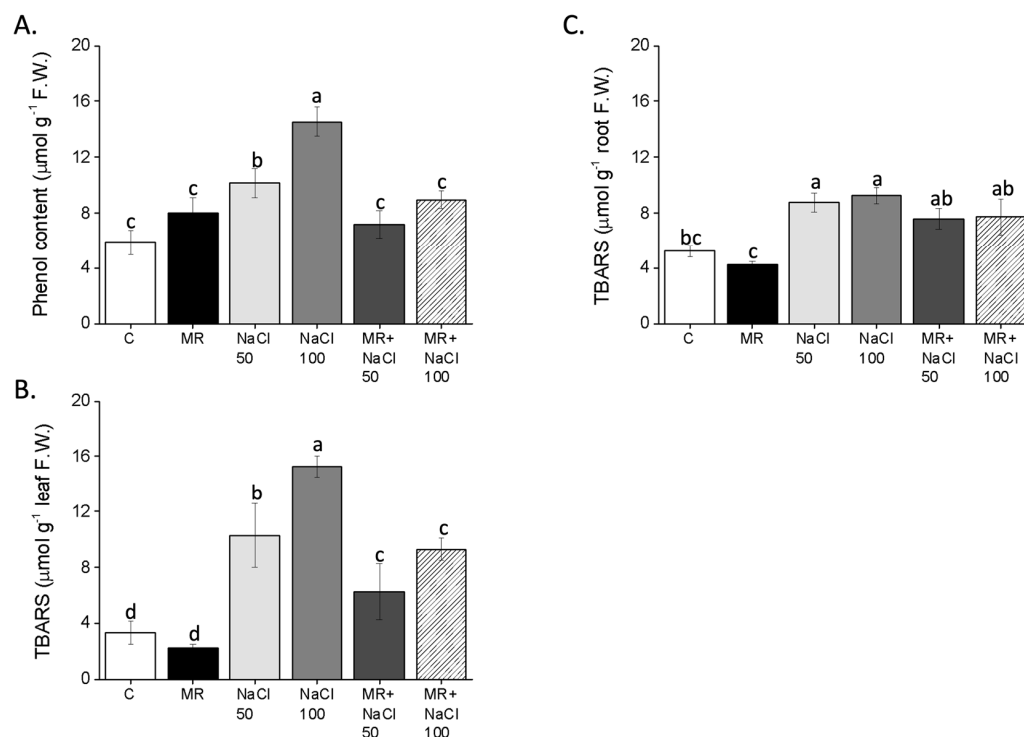 A.
Phenol content (μmol g⁻¹ F.W.)
20
16
12
8
4
0
c
c
b
a
c
c
C
MR
NaCl
50
NaCl
100
MR+
NaCl
50
MR+
NaCl
100
B.
TBARS (μmol g⁻¹ leaf F.W.)
20
16
12
8
4
0
d
d
b
a
c
c
C
MR
NaCl
50
NaCl
100
MR+
NaCl
50
MR+
NaCl
100
C.
TBARS (μmol g⁻¹ root F.W.)
20
16
12
8
4
0
bc
c
a
a
ab
ab
C
MR
NaCl
50
NaCl
100
MR+
NaCl
50
MR+
NaCl
100